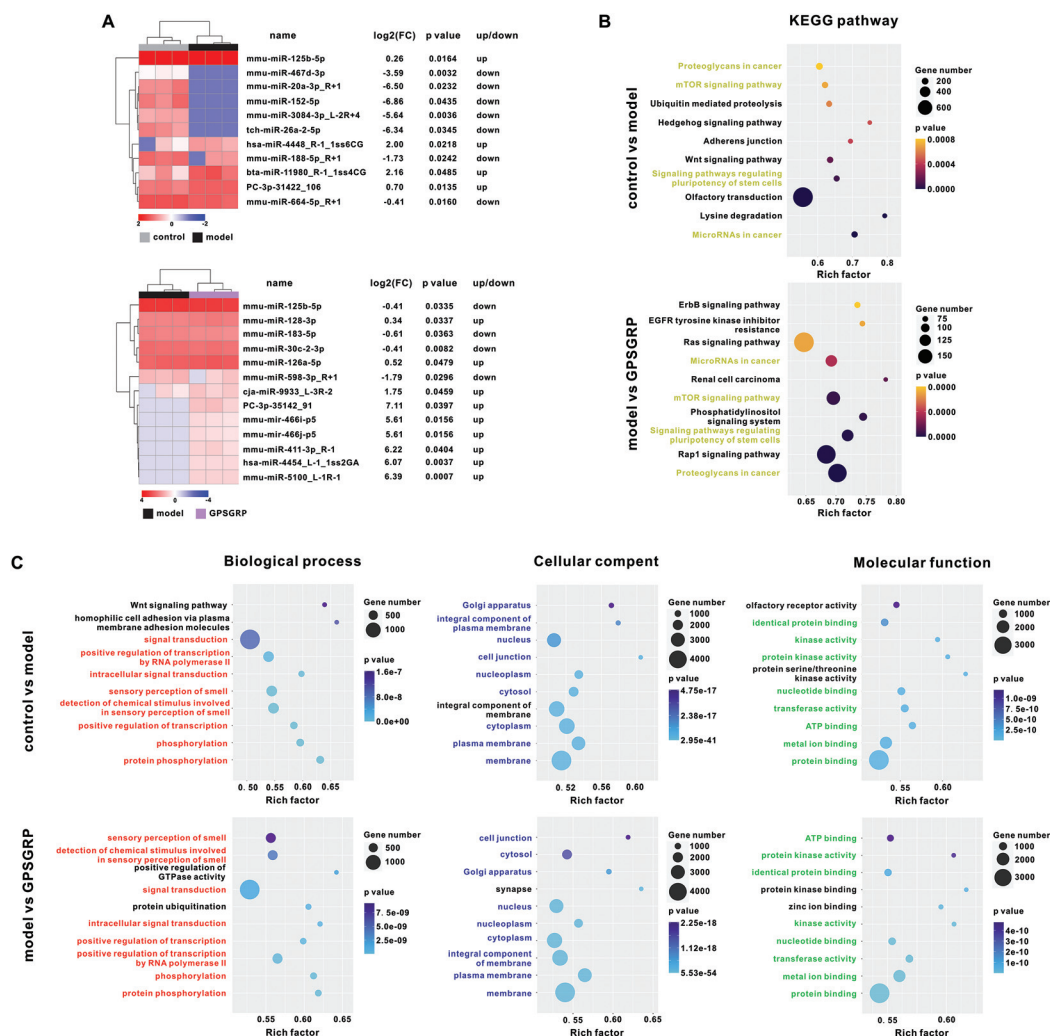 A
name log2(FC) p value up/down
mmu-miR-125b-5p 0.26 0.0164 up
mmu-miR-467d-3p -3.59 0.0032 down
mmu-miR-20a-3p_R+1 -6.50 0.0232 down
mmu-miR-152-5p -6.86 0.0435 down
mmu-miR-3084-3p_L-2R+4 -5.64 0.0036 down
tch-miR-26a-2-5p -6.34 0.0345 down
hsa-miR-4448_R-1_1ss6CG 2.00 0.0218 up
mmu-miR-188-5p_R+1 -1.73 0.0242 down
bta-miR-11980_R-1_1ss4CG 2.16 0.0485 up
PC-3p-31422_106 0.70 0.0135 up
mmu-miR-664-5p_R+1 -0.41 0.0160 down
2 0 -2
control model
name log2(FC) p value up/down
mmu-miR-125b-5p -0.41 0.0335 down
mmu-miR-128-3p 0.34 0.0337 up
mmu-miR-183-5p -0.61 0.0363 down
mmu-miR-30c-2-3p -0.41 0.0082 down
mmu-miR-126a-5p 0.52 0.0479 up
mmu-miR-598-3p_R+1 -1.79 0.0296 down
cja-miR-9933_L-3R-2 1.75 0.0459 up
PC-3p-35142_91 7.11 0.0397 up
mmu-mir-466i-p5 5.61 0.0156 up
mmu-mir-466j-p5 5.61 0.0156 up
mmu-miR-411-3p_R-1 6.22 0.0404 up
hsa-miR-4454_L-1_1ss2GA 6.07 0.0037 up
mmu-miR-5100_L-1R-1 6.39 0.0007 up
4 0 -4
model GPSGRP
B
KEGG pathway
control vs model
Proteoglycans in cancer
mTOR signaling pathway
Ubiquitin mediated proteolysis
Hedgehog signaling pathway
Adherens junction
Wnt signaling pathway
Signaling pathways regulating
pluripotency of stem cells
Olfactory transduction
Lysine degradation
MicroRNAs in cancer
0.6 0.7 0.8
Rich factor
Gene number
200
400
600
p value
0.0008
0.0004
0.0000
model vs GPSGRP
ErbB signaling pathway
EGFR tyrosine kinase inhibitor
resistance
Ras signaling pathway
MicroRNAs in cancer
Renal cell carcinoma
mTOR signaling pathway
Phosphatidylinositol
signaling system
Signaling pathways regulating
pluripotency of stem cells
Rap1 signaling pathway
Proteoglycans in cancer
0.65 0.70 0.75 0.80
Rich factor
Gene number
75
100
125
150
p value
0.0000
0.0000
0.0000
C
control vs model
Biological process
Wnt signaling pathway
homophilic cell adhesion via plasma
membrane adhesion molecules
signal transduction
positive regulation of transcription
by RNA polymerase II
intracellular signal transduction
sensory perception of smell
detection of chemical stimulus involved
in sensory perception of smell
positive regulation of transcription
phosphorylation
protein phosphorylation
0. 50 0.55 0.60 0.65
Rich factor
Gene number
500
1000
p value
1.6e-7
8.0e-8
0.0e+00
Cellular compent
Golgi apparatus
integral component of
plasma membrane
nucleus
cell junction
nucleoplasm
cytosol
integral component of
membrane
cytoplasm
plasma membrane
membrane
0. 52 0.56 0.60
Rich factor
Gene number
1000
2000
3000
4000
p value
4.75e-17
2.38e-17
2.95e-41
Molecular function
olfactory receptor activity
identical protein binding
kinase activity
protein kinase activity
protein serine/threonine
kinase activity
nucleotide binding
transferase activity
ATP binding
metal ion binding
protein binding
0. 55 0.60
Rich factor
Gene number
1000
2000
3000
p value
1.0e-09
7.5e-10
5.0e-10
2.5e-10
model vs GPSGRP
sensory perception of smell
detection of chemical stimulus involved
in sensory perception of smell
positive regulation of
GTPase activity
signal transduction
protein ubiquitination
intracellular signal transduction
positive regulation of transcription
positive regulation of transcription
by RNA polymerase II
phosphorylation
protein phosphorylation
0.55 0.60 0.65
Rich factor
Gene number
500
1000
p value
7. 5e-09
5.0e-09
2.5e-09
cell junction
cytosol
Golgi apparatus
synapse
nucleus
nucleoplasm
cytoplasm
integral component
of membrane
plasma membrane
membrane
0. 55 0.60 0.65
Rich factor
Gene number
1000
2000
3000
4000
p value
2.25e-18
1.12e-18
5.53e-54
ATP binding
protein kinase activity
identical protein binding
protein kinase binding
zinc ion binding
kinase activity
nucleotide binding
transferase activity
metal ion binding
protein binding
0. 55 0.60
Rich factor
Gene number
1000
2000
3000
p value
4e-10
3e-10
2e-10
1e-10